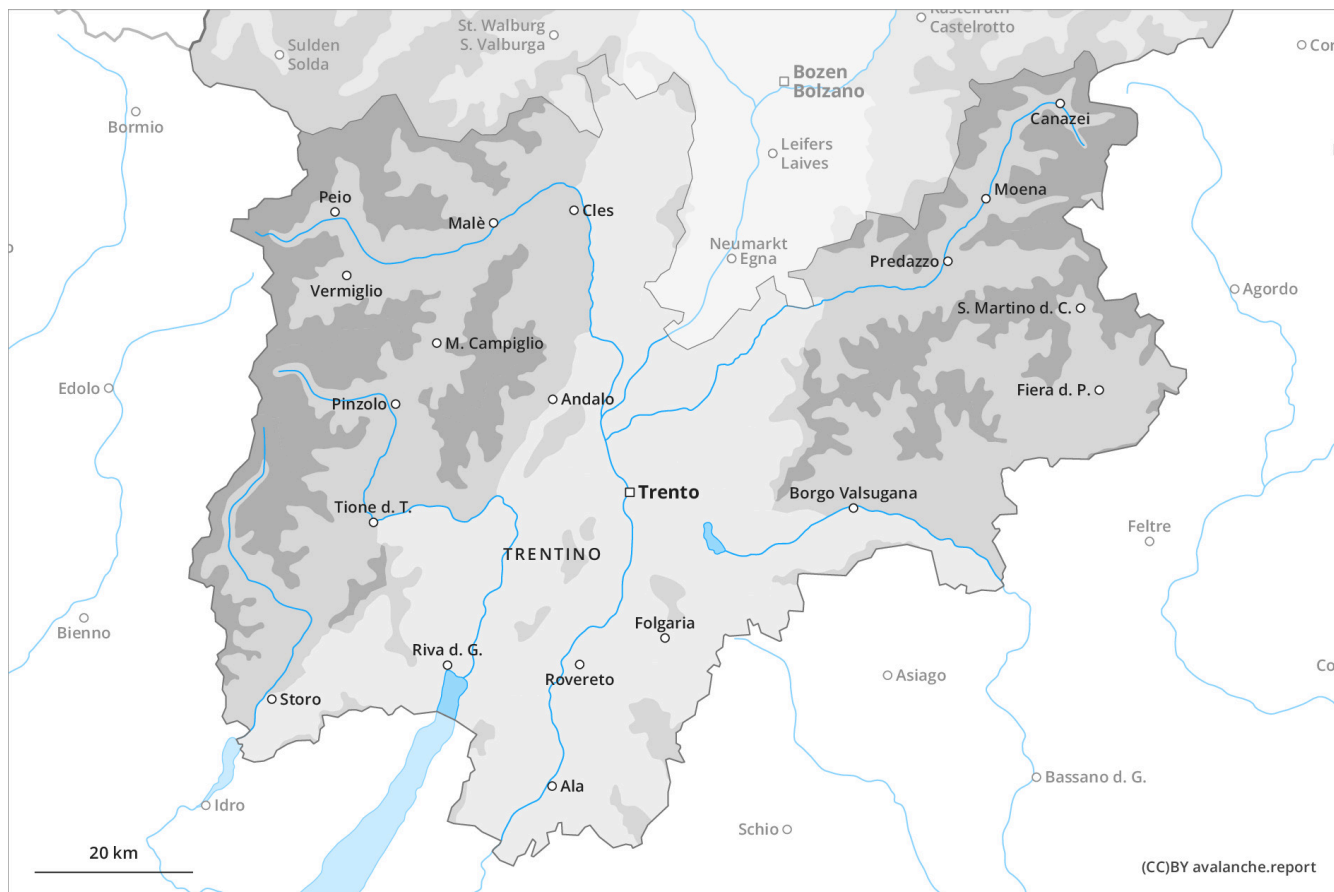 Kastelruth
Castelrotto
St. Walburg
S. Valburga
Sulden
Solda
Bozen
Bolzano
Bormio
Canazei
Leifers
Laives
Moena
Peio
Malè
Cles
Neumarkt
Egna
Predazzo
Vermiglio
Agordo
S. Martino d. C.
M. Campiglio
Edolo
Fiera d. P.
Pinzolo
Andalo
Trento
Borgo Valsugana
Tione d. T.
Feltre
TRENTINO
Bienno
Folgaria
Riva d. G.
Rovereto
Asiago
Storo
Ala
Bassano d. G.
Idro
Schio
20 km
(CC)BY avalanche.report